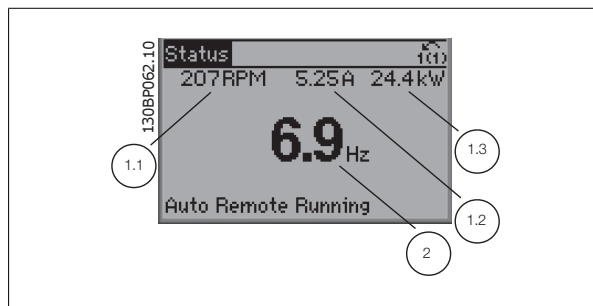 130BP062.10
Status
1(1)
207RPM 5.25A 24.4kW
6.9Hz
Auto Remote Running
1.1
1.3
1.2
2